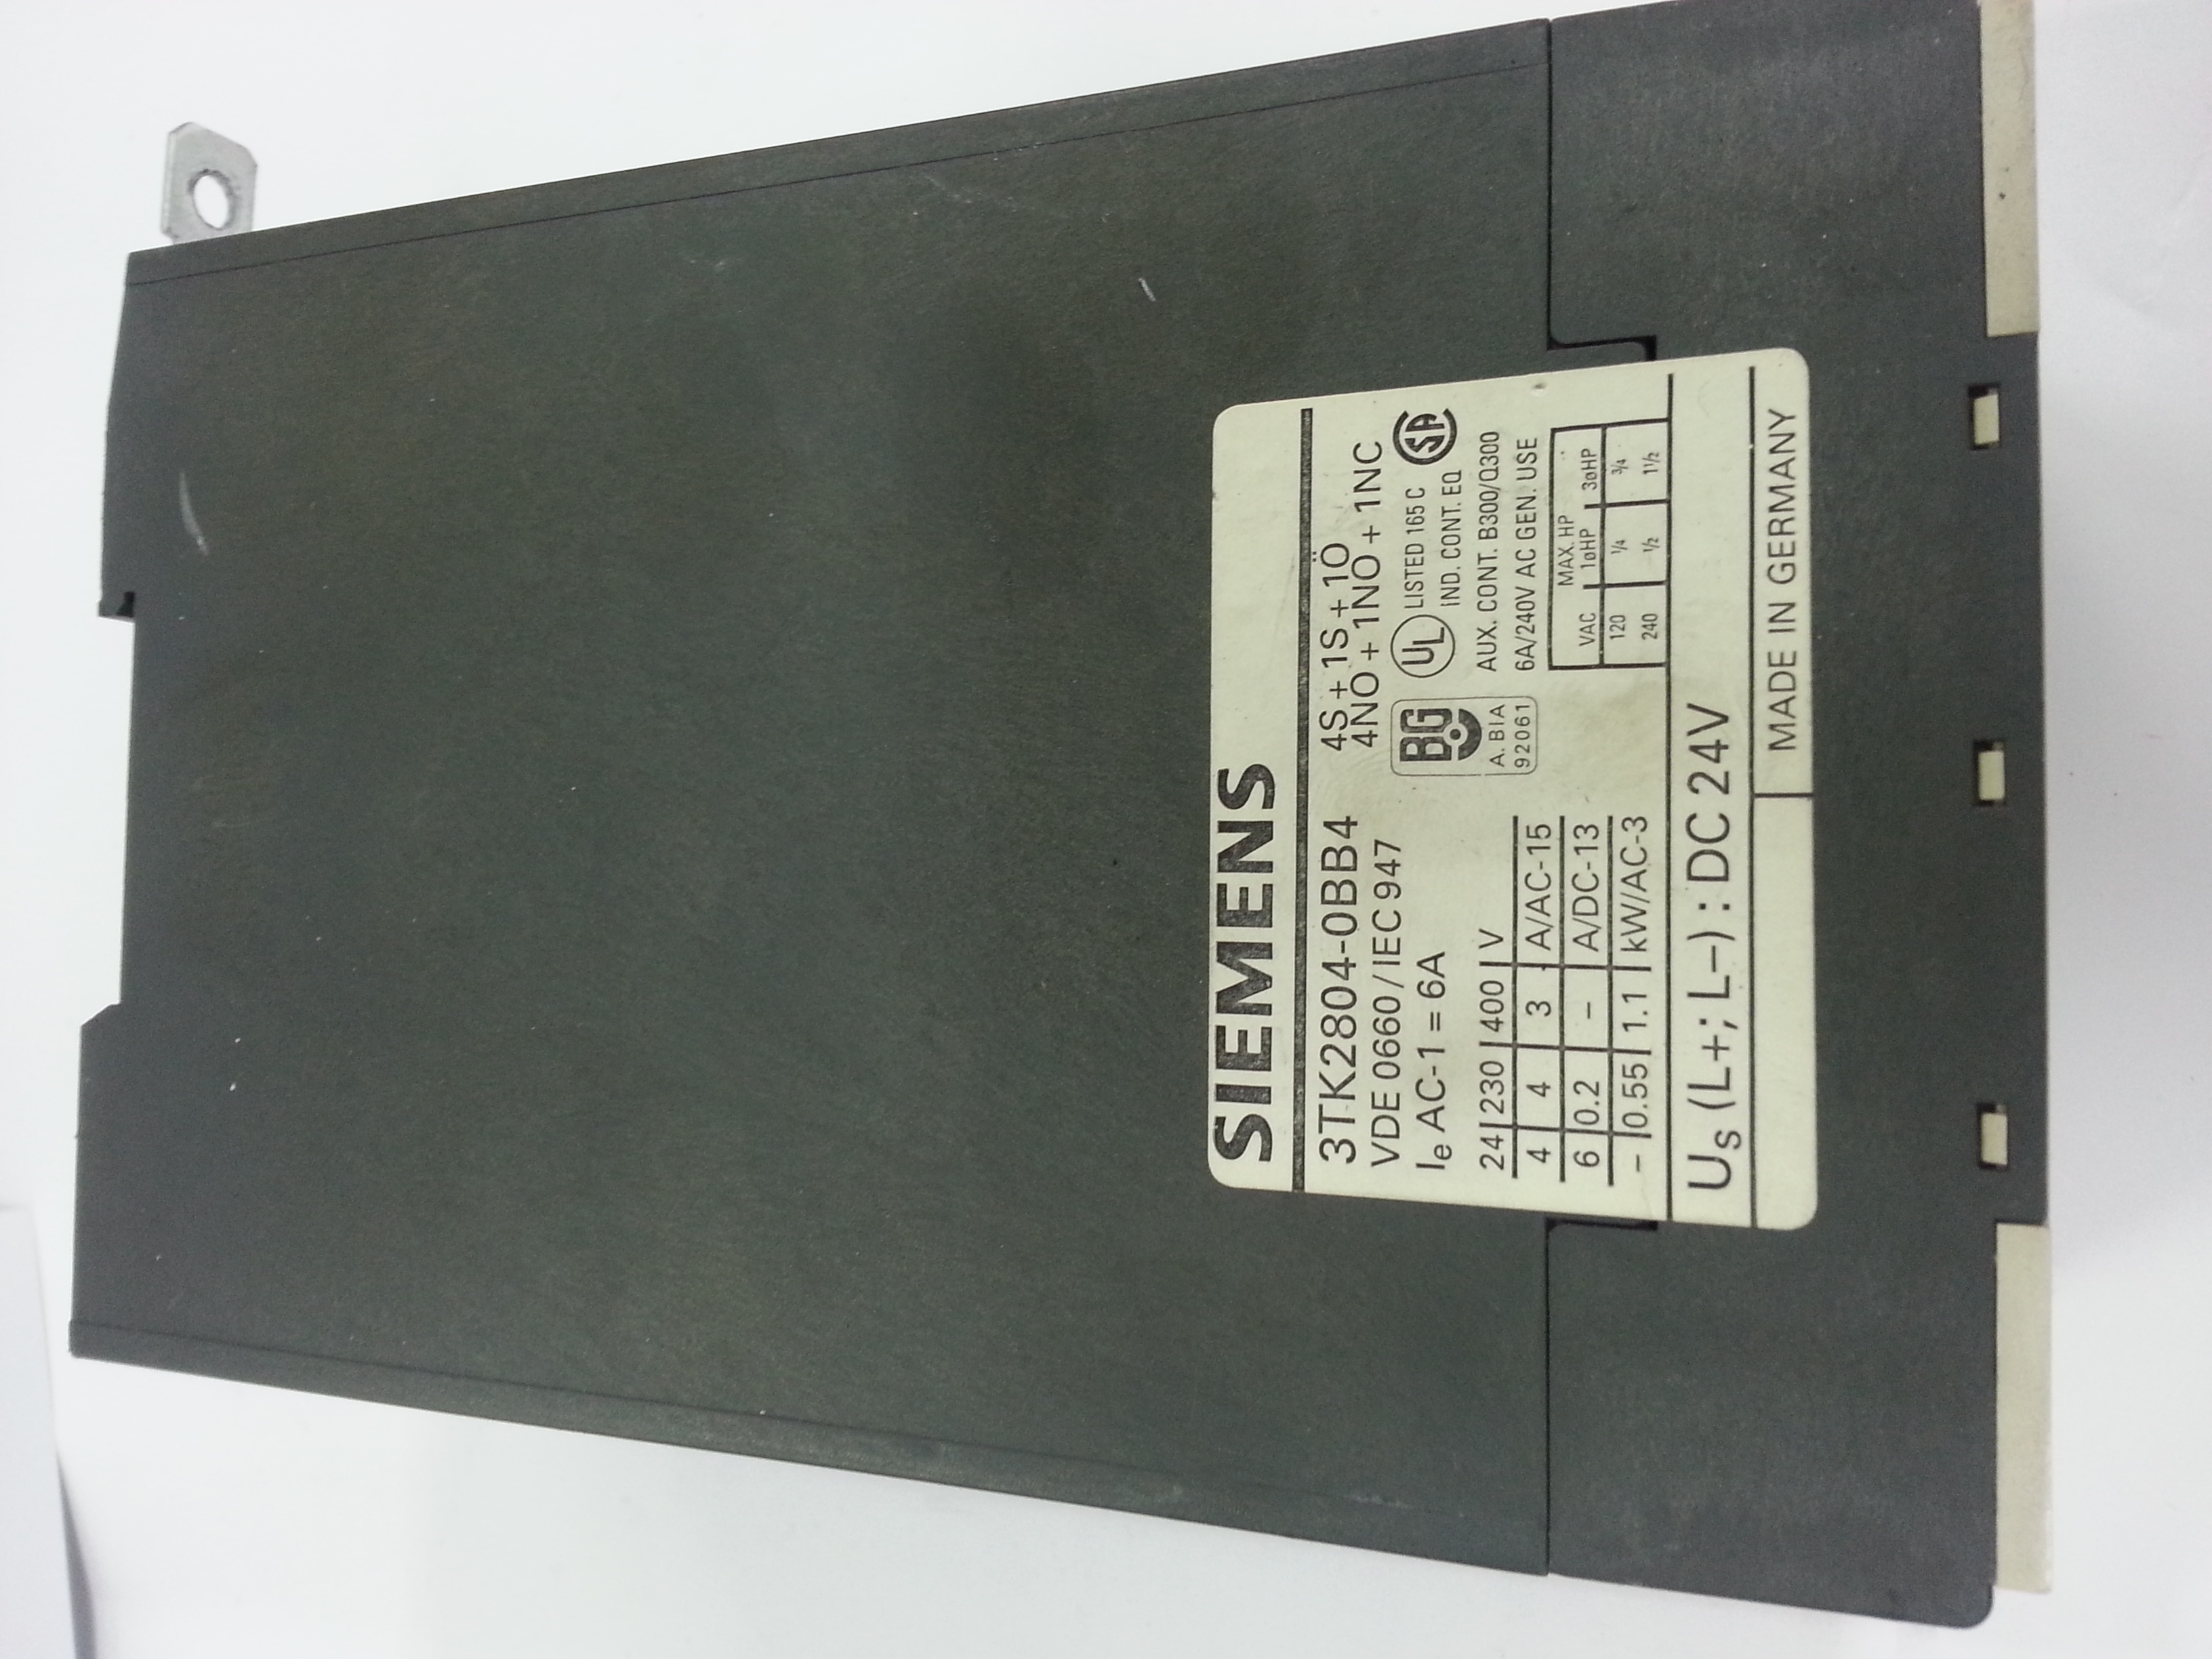 SIEMENS
3TK2804-0BB4
VDE 0660/IEC 947
Ie AC-1 = 6A
4S + 1S + 1Ö
4NO + 1NO + 1NC
BG
A. BIA
92061
UL LISTED 165 C
IND. CONT. EQ
SA
AUX. CONT. B300/Q300
6A/240V AC GEN. USE
24 230 400 V
4 4 3 A/AC-15
6 0.2 – A/DC-13
– 0.55 1.1 kW/AC-3
MAX. HP
VAC 1øHP 3øHP
120 1/4 3/4
240 1/2 1 1/2
Us (L+; L–) : DC 24V
MADE IN GERMANY